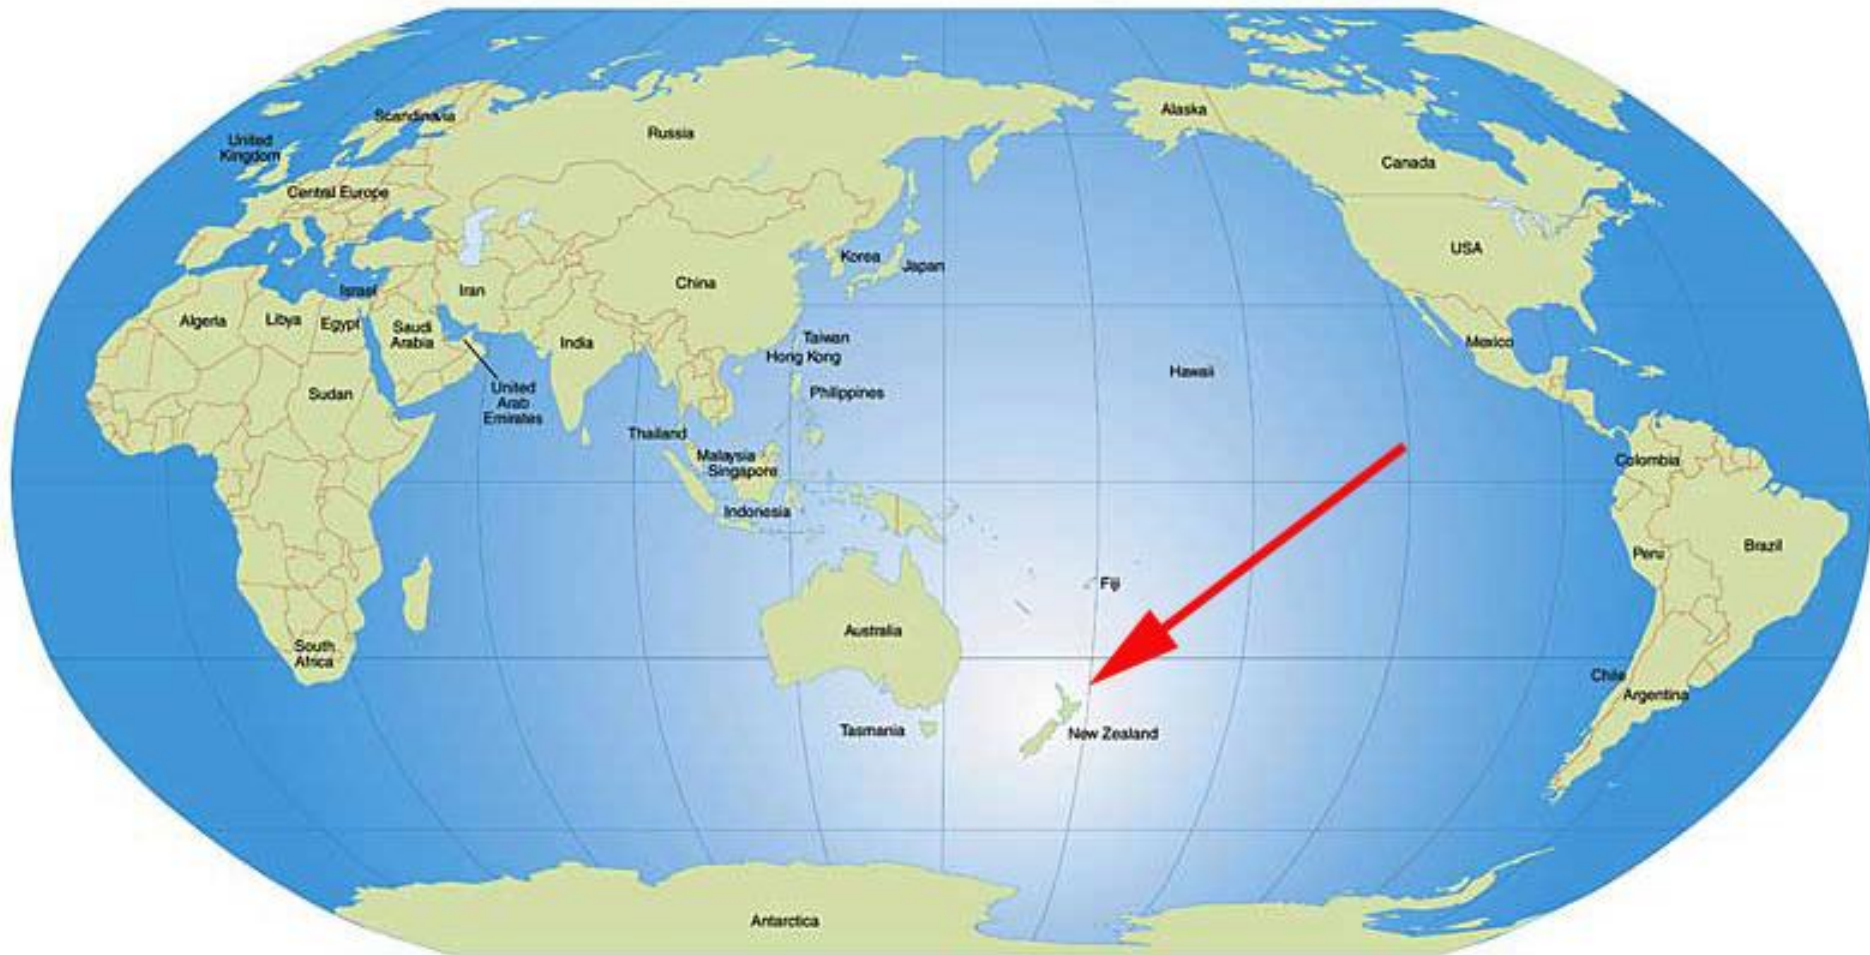 Scandinavia
Alaska
Russia
United
Kingdom
Canada
Central Europe
USA
Korea
Japan
China
Israel
Iran
Algeria
Libya
Egypt
Saudi
Arabia
India
Taiwan
Hong Kong
Mexico
Hawaii
Sudan
United
Arab
Emirates
Philippines
Thailand
Malaysia
Singapore
Colombia
Indonesia
Peru
Brazil
Fiji
Australia
South
Africa
Chile
Argentina
Tasmania
New Zealand
Antarctica